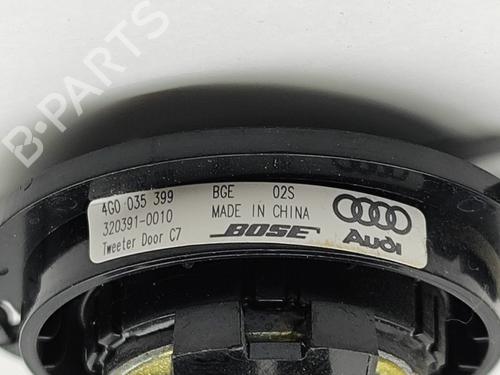 B-PARTS
4G0 035 399 BGE 02S
320391-0010 MADE IN CHINA
Tweeter Door C7 BOSE Audi